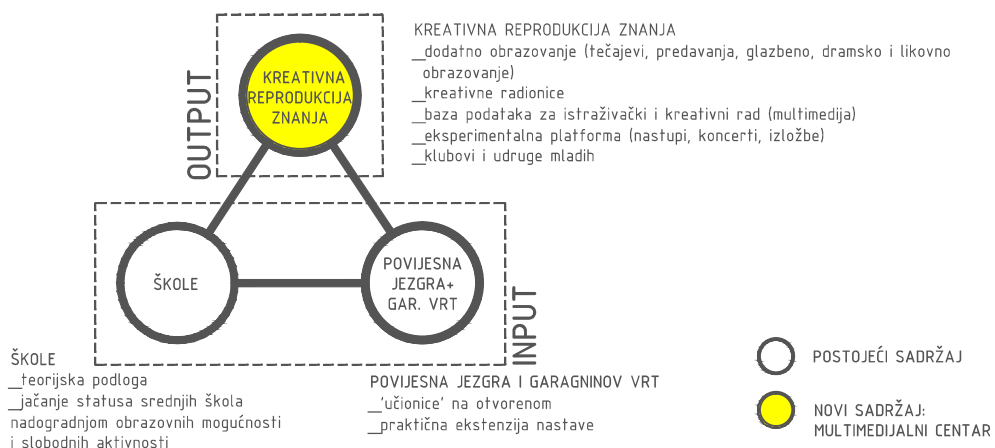 KREATIVNA
REPRODUKCIJA
ZNANJA
OUTPUT
KREATIVNA REPRODUKCIJA ZNANJA
_dodatno obrazovanje (tečajevi, predavanja, glazbeno, dramsko i likovno
obrazovanje)
_kreativne radionice
_baza podataka za istraživački i kreativni rad (multimedija)
_eksperimentalna platforma (nastupi, koncerti, izložbe)
_klubovi i udruge mladih
ŠKOLE
POVIJESNA
JEZGRA+
GAR. VRT
INPUT
ŠKOLE
_teorijska podloga
_jačanje statusa srednjih škola
nadogradnjom obrazovnih mogućnosti
i slobodnih aktivnosti
POVIJESNA JEZGRA I GARAGNINOV VRT
_'učionice' na otvorenom
_praktična ekstenzija nastave
POSTOJEĆI SADRŽAJ
NOVI SADRŽAJ:
MULTIMEDIJALNI CENTAR